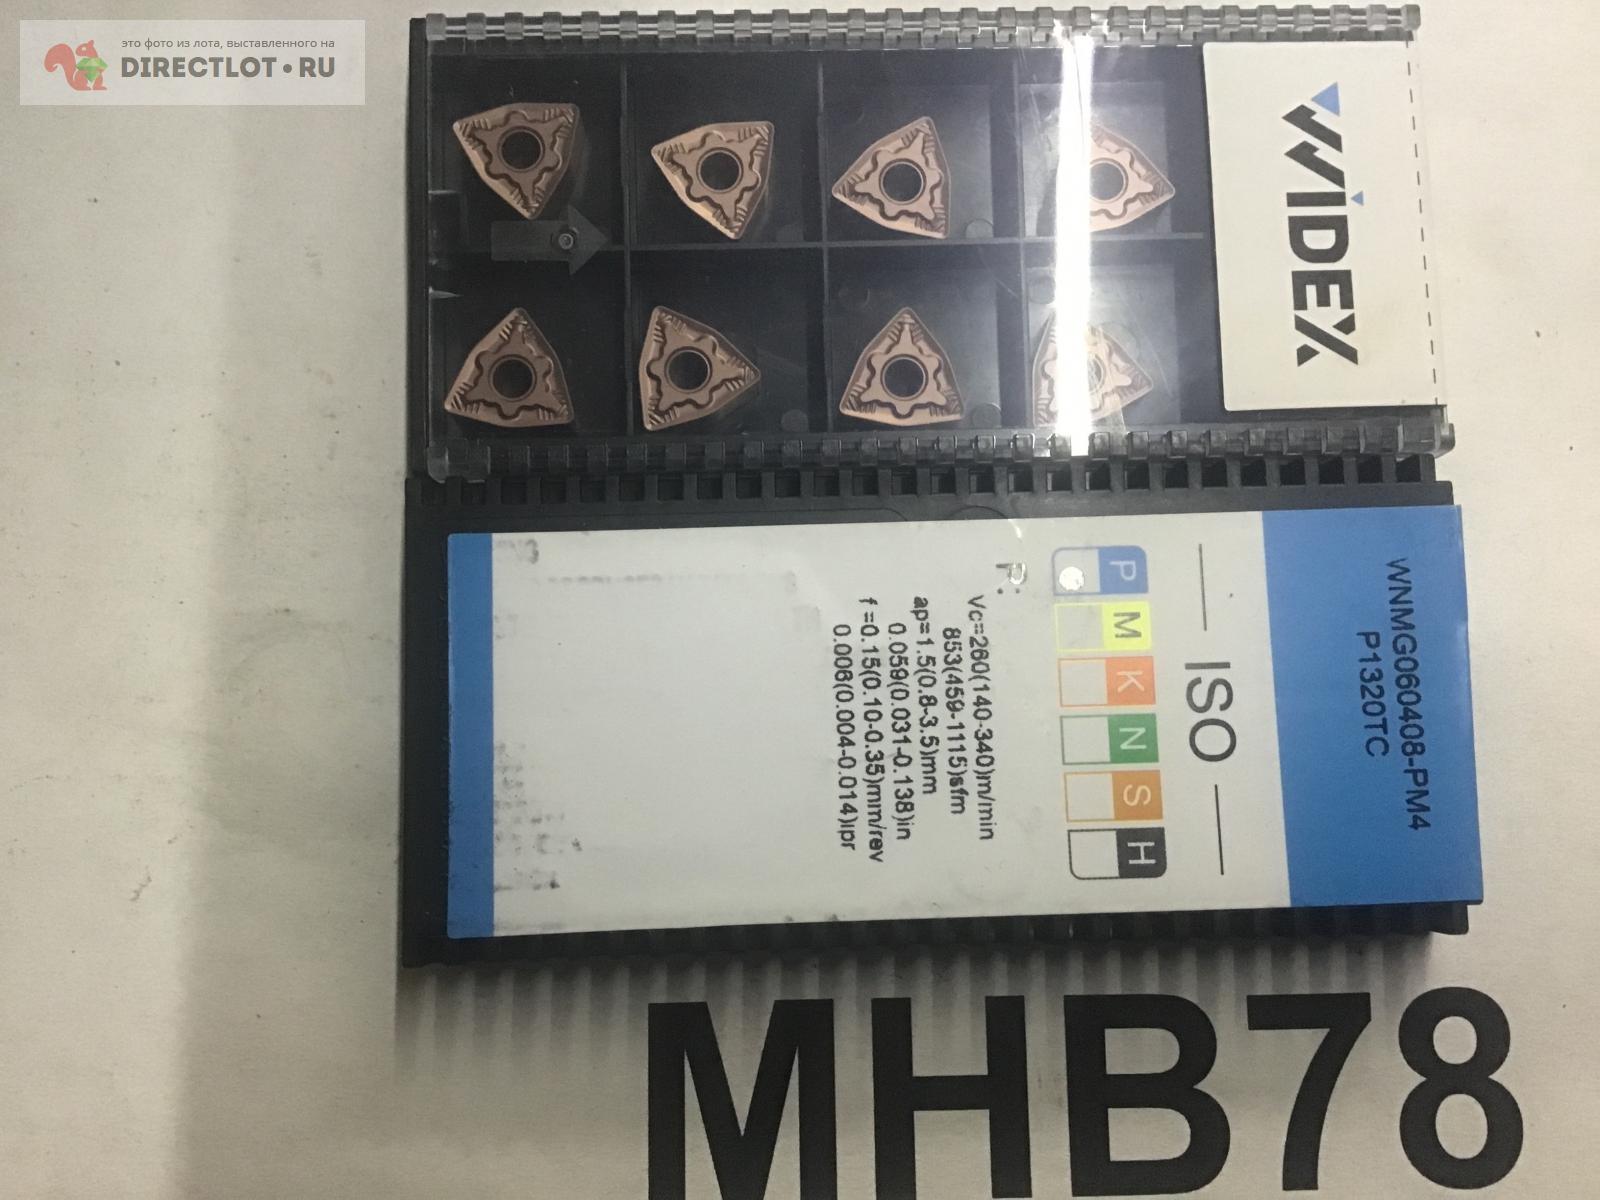 это фото из лота, выставленного на
DIRECTLOT.RU
WIDEX
WNMG060408-PM4
P1320TC
ISO
P
M
K
N
S
H
P:
Vc=260(140-340)m/min
853(459-1115)sfm
ap=1.5(0.8-3.5)mm
0.059(0.031-0.138)in
f =0.15(0.10-0.35)mm/rev
0.006(0.004-0.014)ipr
MHB78